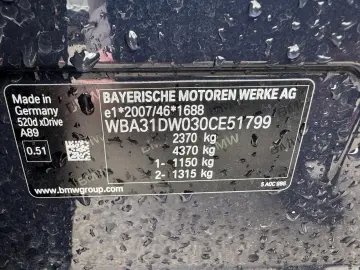 Made in
Germany
520d xDrive
A89
0.51
www.bmwgroup.com
BAYERISCHE MOTOREN WERKE AG
e1*2007/46*1688
WBA31DW030CE51799
2370 kg
4370 kg
1- 1150 kg
2- 1315 kg